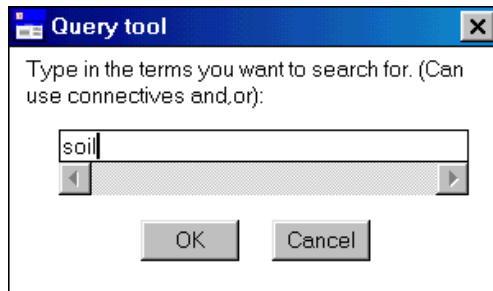 Query tool
Type in the terms you want to search for. (Can
use connectives and,or):
soil
OK Cancel